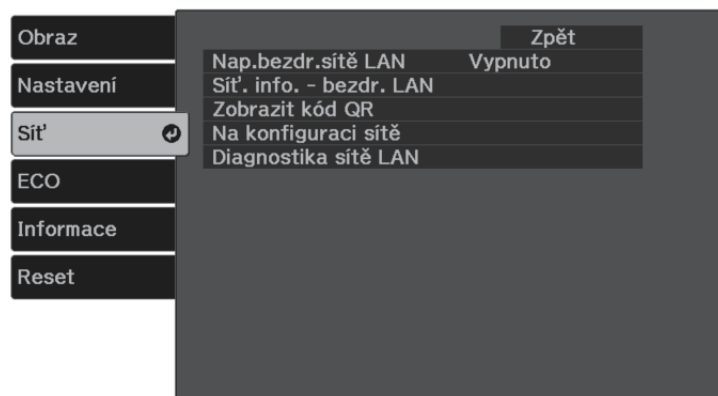 Obraz
Nastavení
Síť
ECO
Informace
Reset
Zpět
Nap.bezdr.sítě LAN Vypnuto
Síť. info. - bezdr. LAN
Zobrazit kód QR
Na konfiguraci sítě
Diagnostika sítě LAN